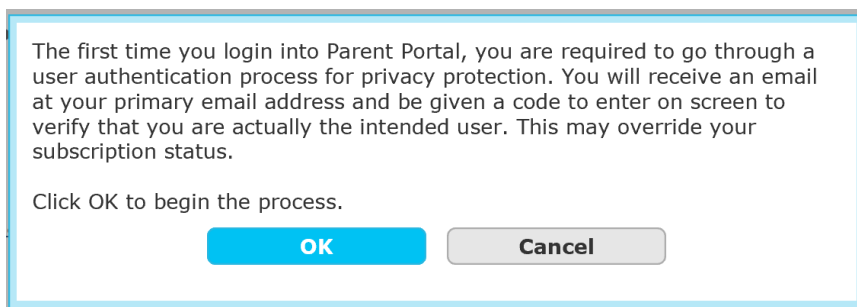 The first time you login into Parent Portal, you are required to go through a
user authentication process for privacy protection. You will receive an email
at your primary email address and be given a code to enter on screen to
verify that you are actually the intended user. This may override your
subscription status.
Click OK to begin the process.
OK
Cancel